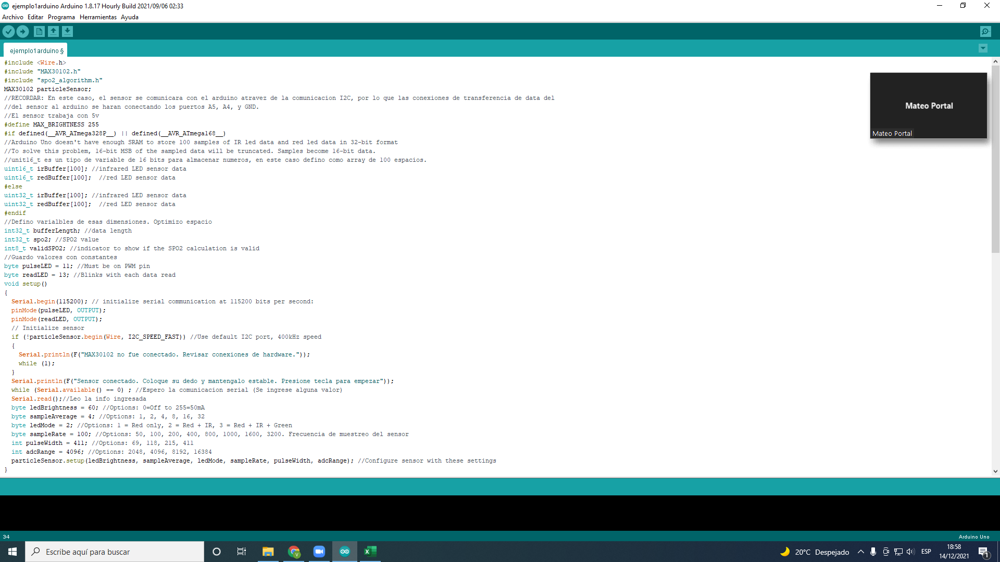 ejemplo1arduino Arduino 1.8.17 Hourly Build 2021/09/06 02:33
Archivo Editar Programa Herramientas Ayuda
ejemplo1arduino §
#include <Wire.h>
#include "MAX30102.h"
#include "spo2_algorithm.h"
MAX30102 particleSensor;
//RECORDAR: En este caso, el sensor se comunicara con el arduino atravez de la comunicacion I2C, por lo que las conexiones de transferencia de data del
//del sensor al arduino se haran conectando los puertos A5, A4, y GND.
//El sensor trabaja con 5v
#define MAX_BRIGHTNESS 255
#if defined(__AVR_ATmega328P__) || defined(__AVR_ATmega168__)
//Arduino Uno doesn't have enough SRAM to store 100 samples of IR led data and red led data in 32-bit format
//To solve this problem, 16-bit MSB of the sampled data will be truncated. Samples become 16-bit data.
//unit16_t es un tipo de variable de 16 bits para almacenar numeros, en este caso defino como array de 100 espacios.
uint16_t irBuffer[100]; //infrared LED sensor data
uint16_t redBuffer[100];  //red LED sensor data
#else
uint32_t irBuffer[100]; //infrared LED sensor data
uint32_t redBuffer[100];  //red LED sensor data
#endif
//Defino varialbles de esas dimensiones. Optimizo espacio
int32_t bufferLength; //data length
int32_t spo2; //SPO2 value
int8_t validSPO2; //indicator to show if the SPO2 calculation is valid
//Guardo valores con constantes
byte pulseLED = 11; //Must be on PWM pin
byte readLED = 13; //Blinks with each data read
void setup()
{
  Serial.begin(115200); // initialize serial communication at 115200 bits per second:
  pinMode(pulseLED, OUTPUT);
  pinMode(readLED, OUTPUT);
  // Initialize sensor
  if (!particleSensor.begin(Wire, I2C_SPEED_FAST)) //Use default I2C port, 400kHz speed
  {
    Serial.println(F("MAX30102 no fue conectado. Revisar conexiones de hardware."));
    while (1);
  }
  Serial.println(F("Sensor conectado. Coloque su dedo y mantengalo estable. Presione tecla para empezar"));
  while (Serial.available() == 0) ; //Espero la comunicacion serial (Se ingrese alguna valor)
  Serial.read();//Leo la info ingresada
  byte ledBrightness = 60; //Options: 0=Off to 255=50mA
  byte sampleAverage = 4; //Options: 1, 2, 4, 8, 16, 32
  byte ledMode = 2; //Options: 1 = Red only, 2 = Red + IR, 3 = Red + IR + Green
  byte sampleRate = 100; //Options: 50, 100, 200, 400, 800, 1000, 1600, 3200. Frecuencia de muestreo del sensor
  int pulseWidth = 411; //Options: 69, 118, 215, 411
  int adcRange = 4096; //Options: 2048, 4096, 8192, 16384
  particleSensor.setup(ledBrightness, sampleAverage, ledMode, sampleRate, pulseWidth, adcRange); //Configure sensor with these settings
}
Mateo Portal
Mateo Portal
34
Arduino Uno
Escribe aquí para buscar
20°C Despejado
ESP
18:58
14/12/2021
1